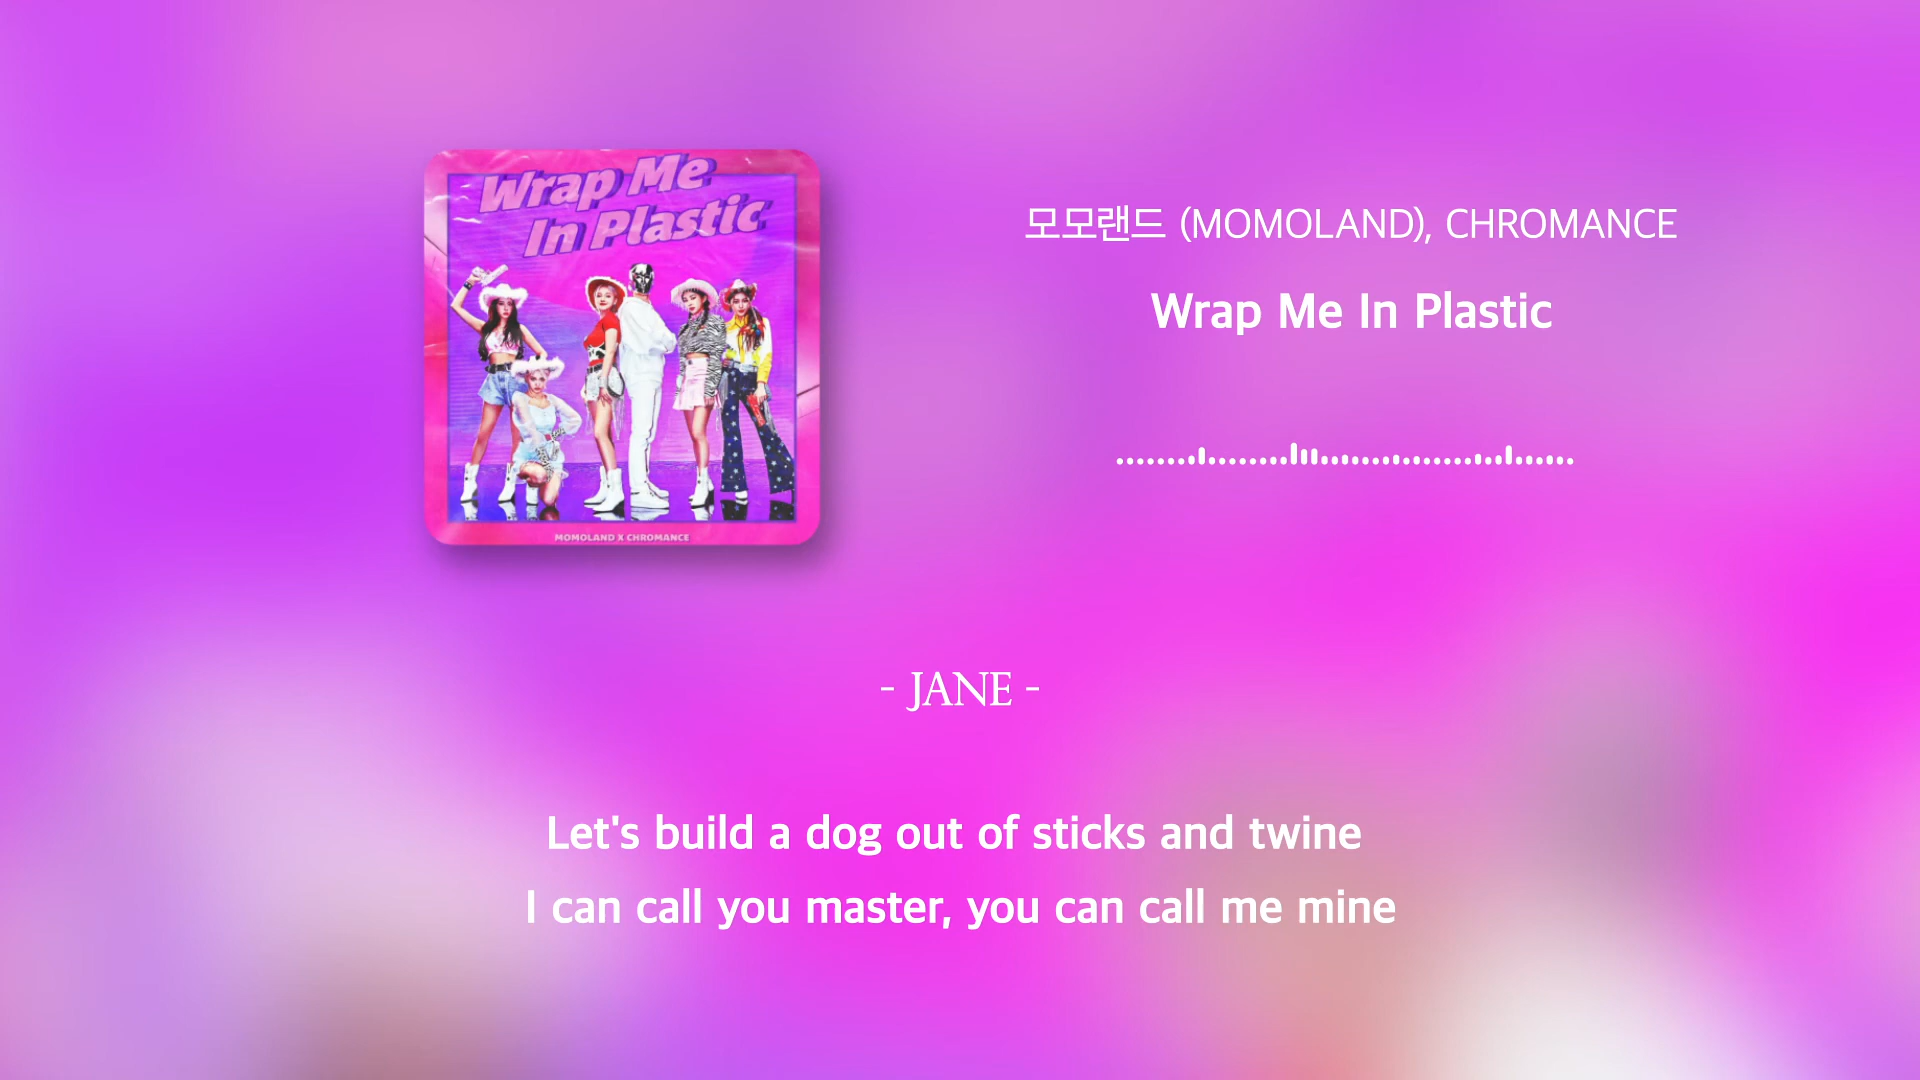 Wrap Me
In Plastic
MOMOLAND X CHROMANCE
모모랜드 (MOMOLAND), CHROMANCE
Wrap Me In Plastic
- JANE -
Let's build a dog out of sticks and twine
I can call you master, you can call me mine